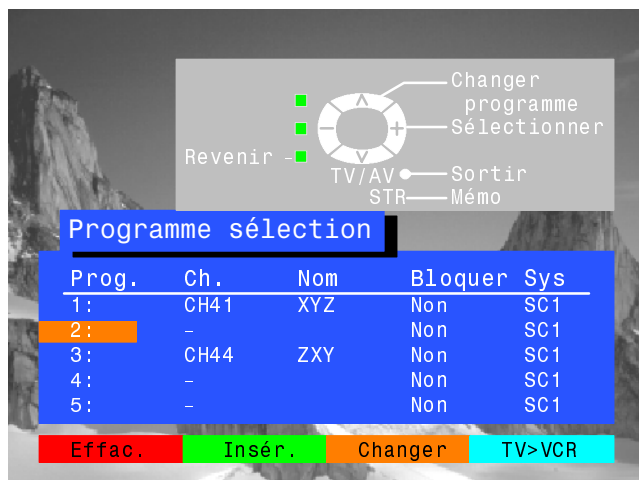 Changer
programme
Sélectionner
Revenir
TV/AV
Sortir
STR
Mémo
Programme sélection
Prog. Ch. Nom Bloquer Sys
1: CH41 XYZ Non SC1
2: – Non SC1
3: CH44 ZXY Non SC1
4: – Non SC1
5: – Non SC1
Effac. Insér. Changer TV>VCR